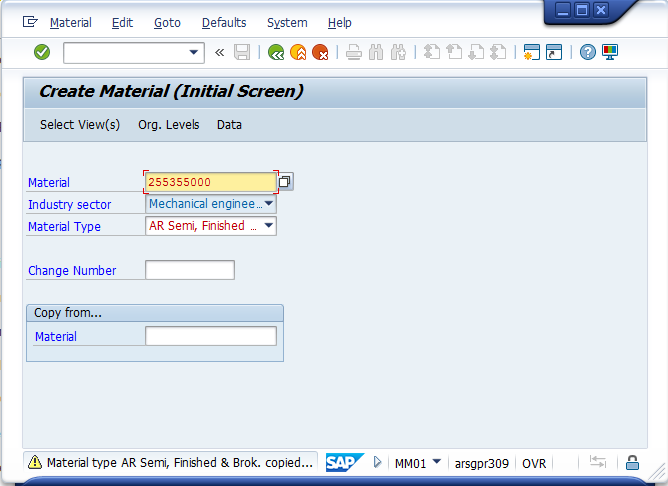 Material Edit Goto Defaults System Help
Create Material (Initial Screen)
Select View(s) Org. Levels Data
Material 255355000
Industry sector Mechanical enginee...
Material Type AR Semi, Finished ...
Change Number
Copy from...
Material
Material type AR Semi, Finished & Brok. copied... SAP MM01 arsgpr309 OVR